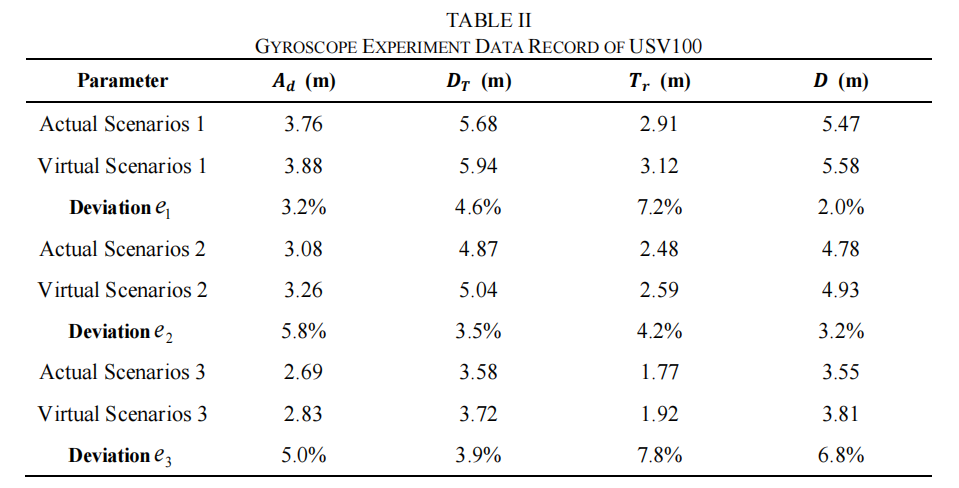 TABLE II
GYROSCOPE EXPERIMENT DATA RECORD OF USV100
Parameter A_d (m) D_T (m) T_r (m) D (m)
Actual Scenarios 1 3.76 5.68 2.91 5.47
Virtual Scenarios 1 3.88 5.94 3.12 5.58
Deviation e_1 3.2% 4.6% 7.2% 2.0%
Actual Scenarios 2 3.08 4.87 2.48 4.78
Virtual Scenarios 2 3.26 5.04 2.59 4.93
Deviation e_2 5.8% 3.5% 4.2% 3.2%
Actual Scenarios 3 2.69 3.58 1.77 3.55
Virtual Scenarios 3 2.83 3.72 1.92 3.81
Deviation e_3 5.0% 3.9% 7.8% 6.8%